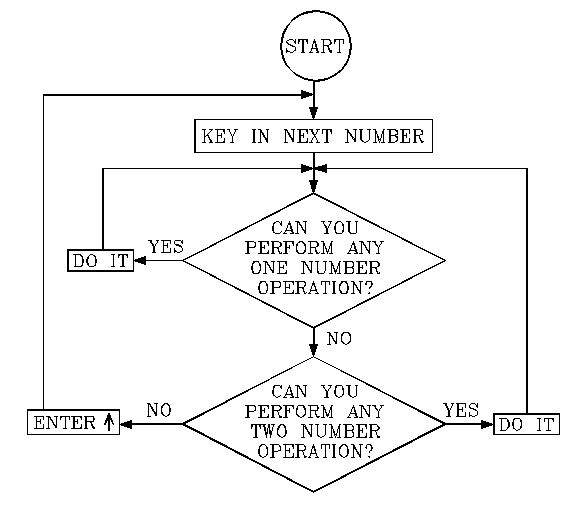 START
KEY IN NEXT NUMBER
CAN YOU
PERFORM ANY
ONE NUMBER
OPERATION?
YES
DO IT
NO
CAN YOU
PERFORM ANY
TWO NUMBER
OPERATION?
NO
ENTER ↑
YES
DO IT